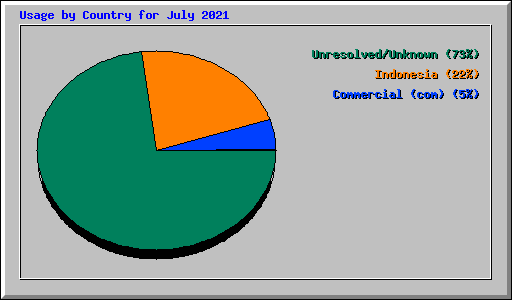 Usage by Country for July 2021
Unresolved/Unknown (73%)
Indonesia (22%)
Commercial (com) (5%)